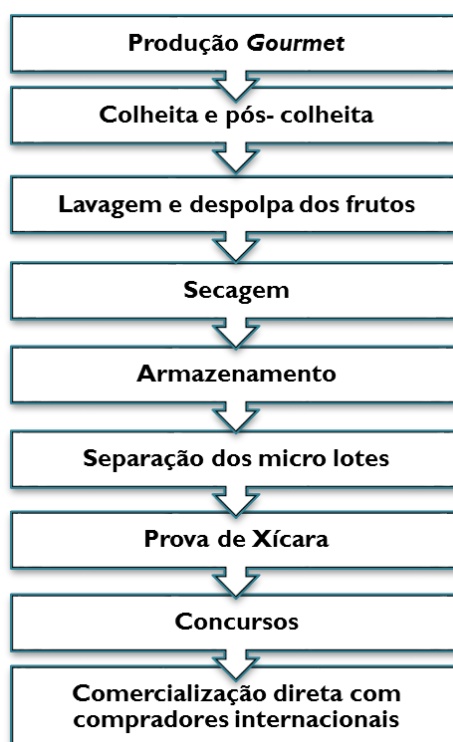 Produção Gourmet
Colheita e pós- colheita
Lavagem e despolpa dos frutos
Secagem
Armazenamento
Separação dos micro lotes
Prova de Xícara
Concursos
Comercialização direta com
compradores internacionais